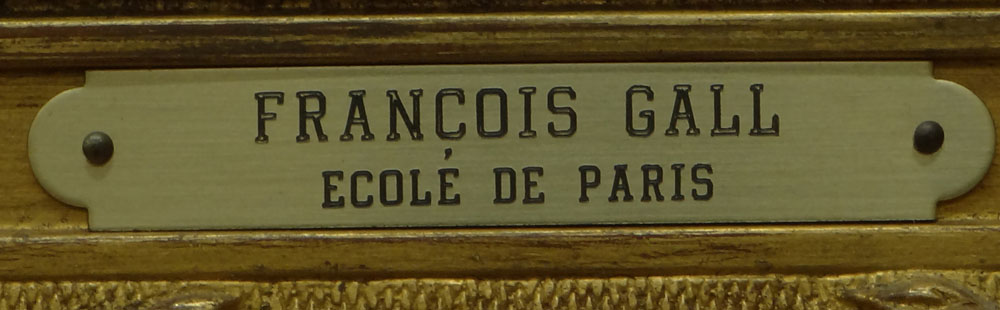 FRANÇOIS GALL
ECOLÉ DE PARIS